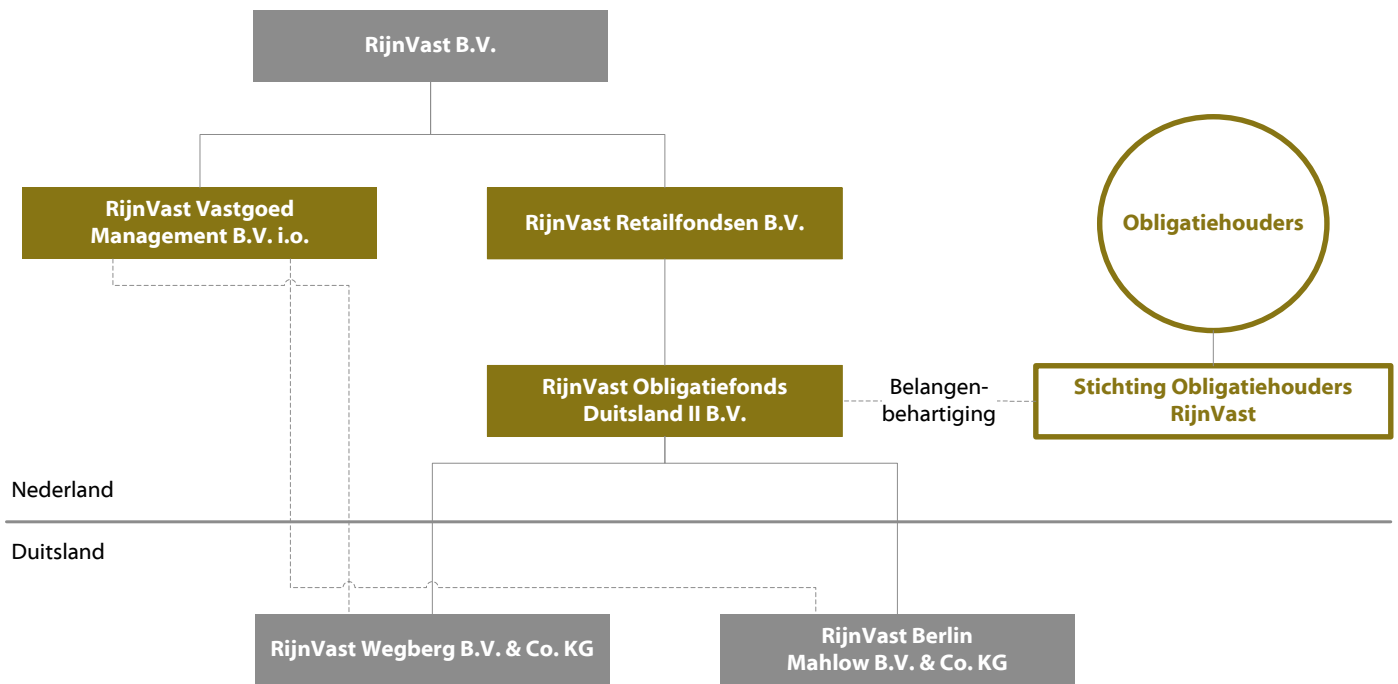 RijnVast B.V.
RijnVast Vastgoed
Management B.V. i.o.
RijnVast Retailfondsen B.V.
Obligatiehouders
RijnVast Obligatiefonds
Duitsland II B.V.
Belangen-
behartiging
Stichting Obligatiehouders
RijnVast
Nederland
Duitsland
RijnVast Wegberg B.V. & Co. KG
RijnVast Berlin
Mahlow B.V. & Co. KG